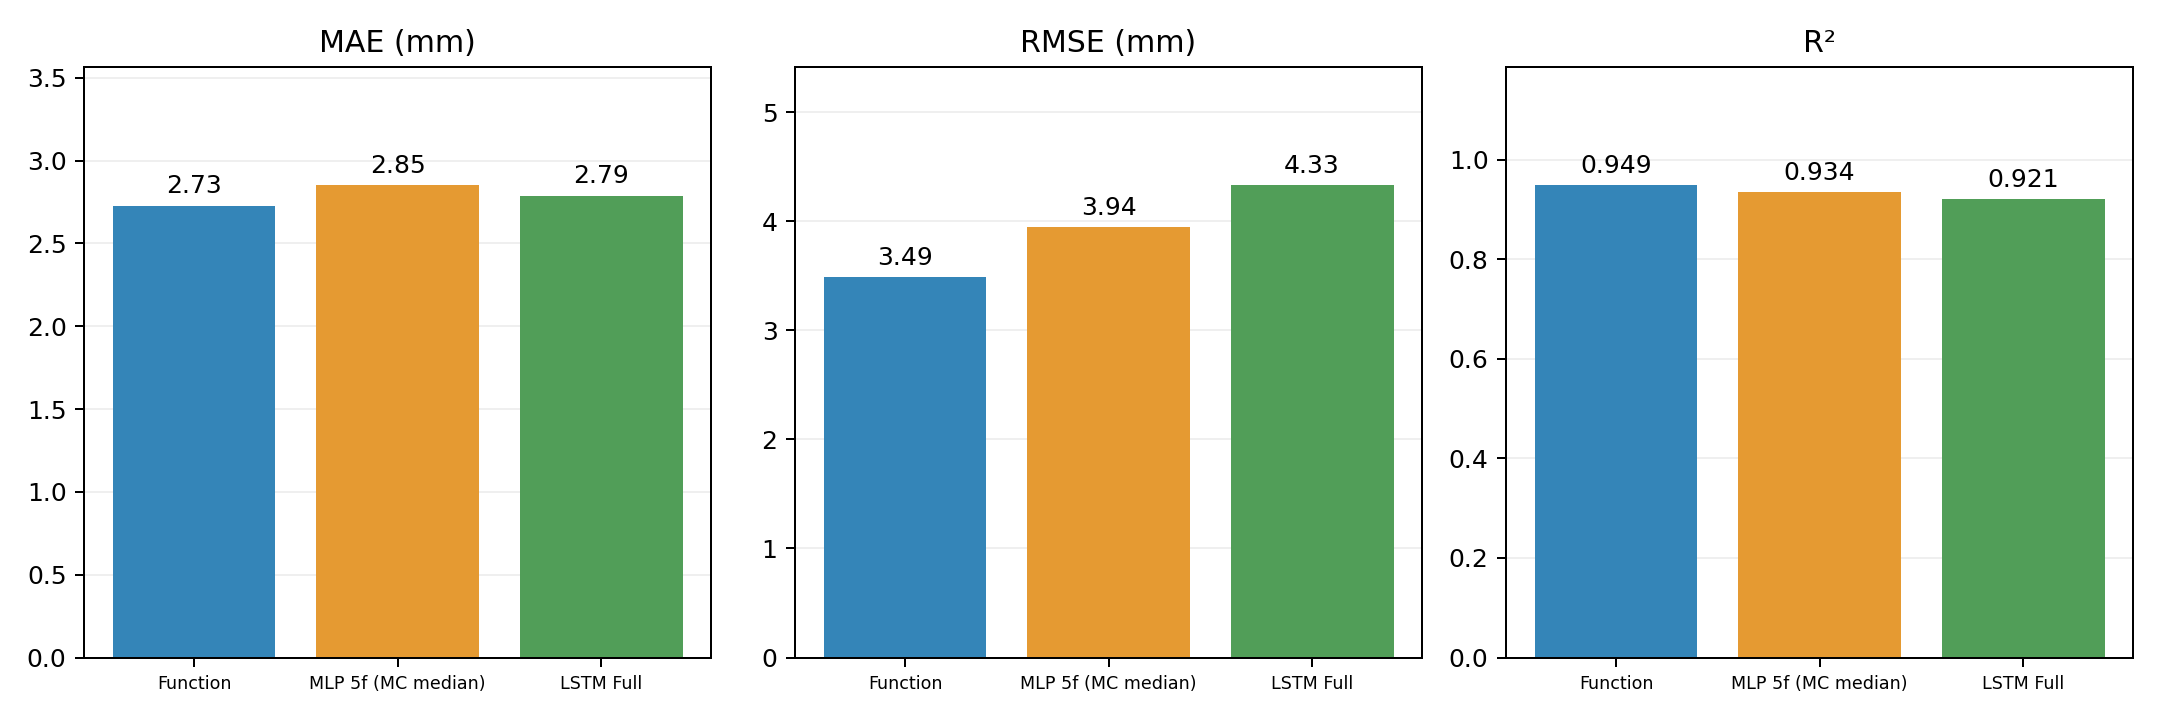 MAE (mm)
3.5
3.0
2.5
2.0
1.5
1.0
0.5
0.0
2.73
2.85
2.79
Function
MLP 5f (MC median)
LSTM Full
RMSE (mm)
5
4
3
2
1
0
3.49
3.94
4.33
Function
MLP 5f (MC median)
LSTM Full
R²
1.0
0.8
0.6
0.4
0.2
0.0
0.949
0.934
0.921
Function
MLP 5f (MC median)
LSTM Full